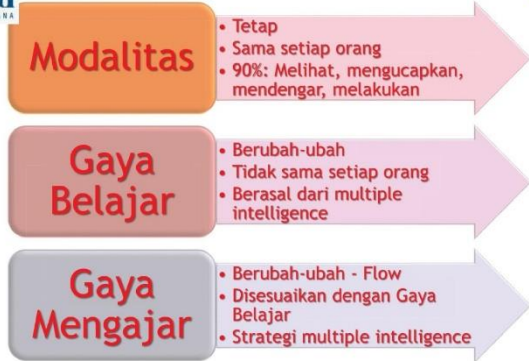 NA
Modalitas
• Tetap
• Sama setiap orang
• 90%: Melihat, mengucapkan,
mendengar, melakukan
Gaya
Belajar
• Berubah-ubah
• Tidak sama setiap orang
• Berasal dari multiple
intelligence
Gaya
Mengajar
• Berubah-ubah - Flow
• Disesuaikan dengan Gaya
Belajar
• Strategi multiple intelligence